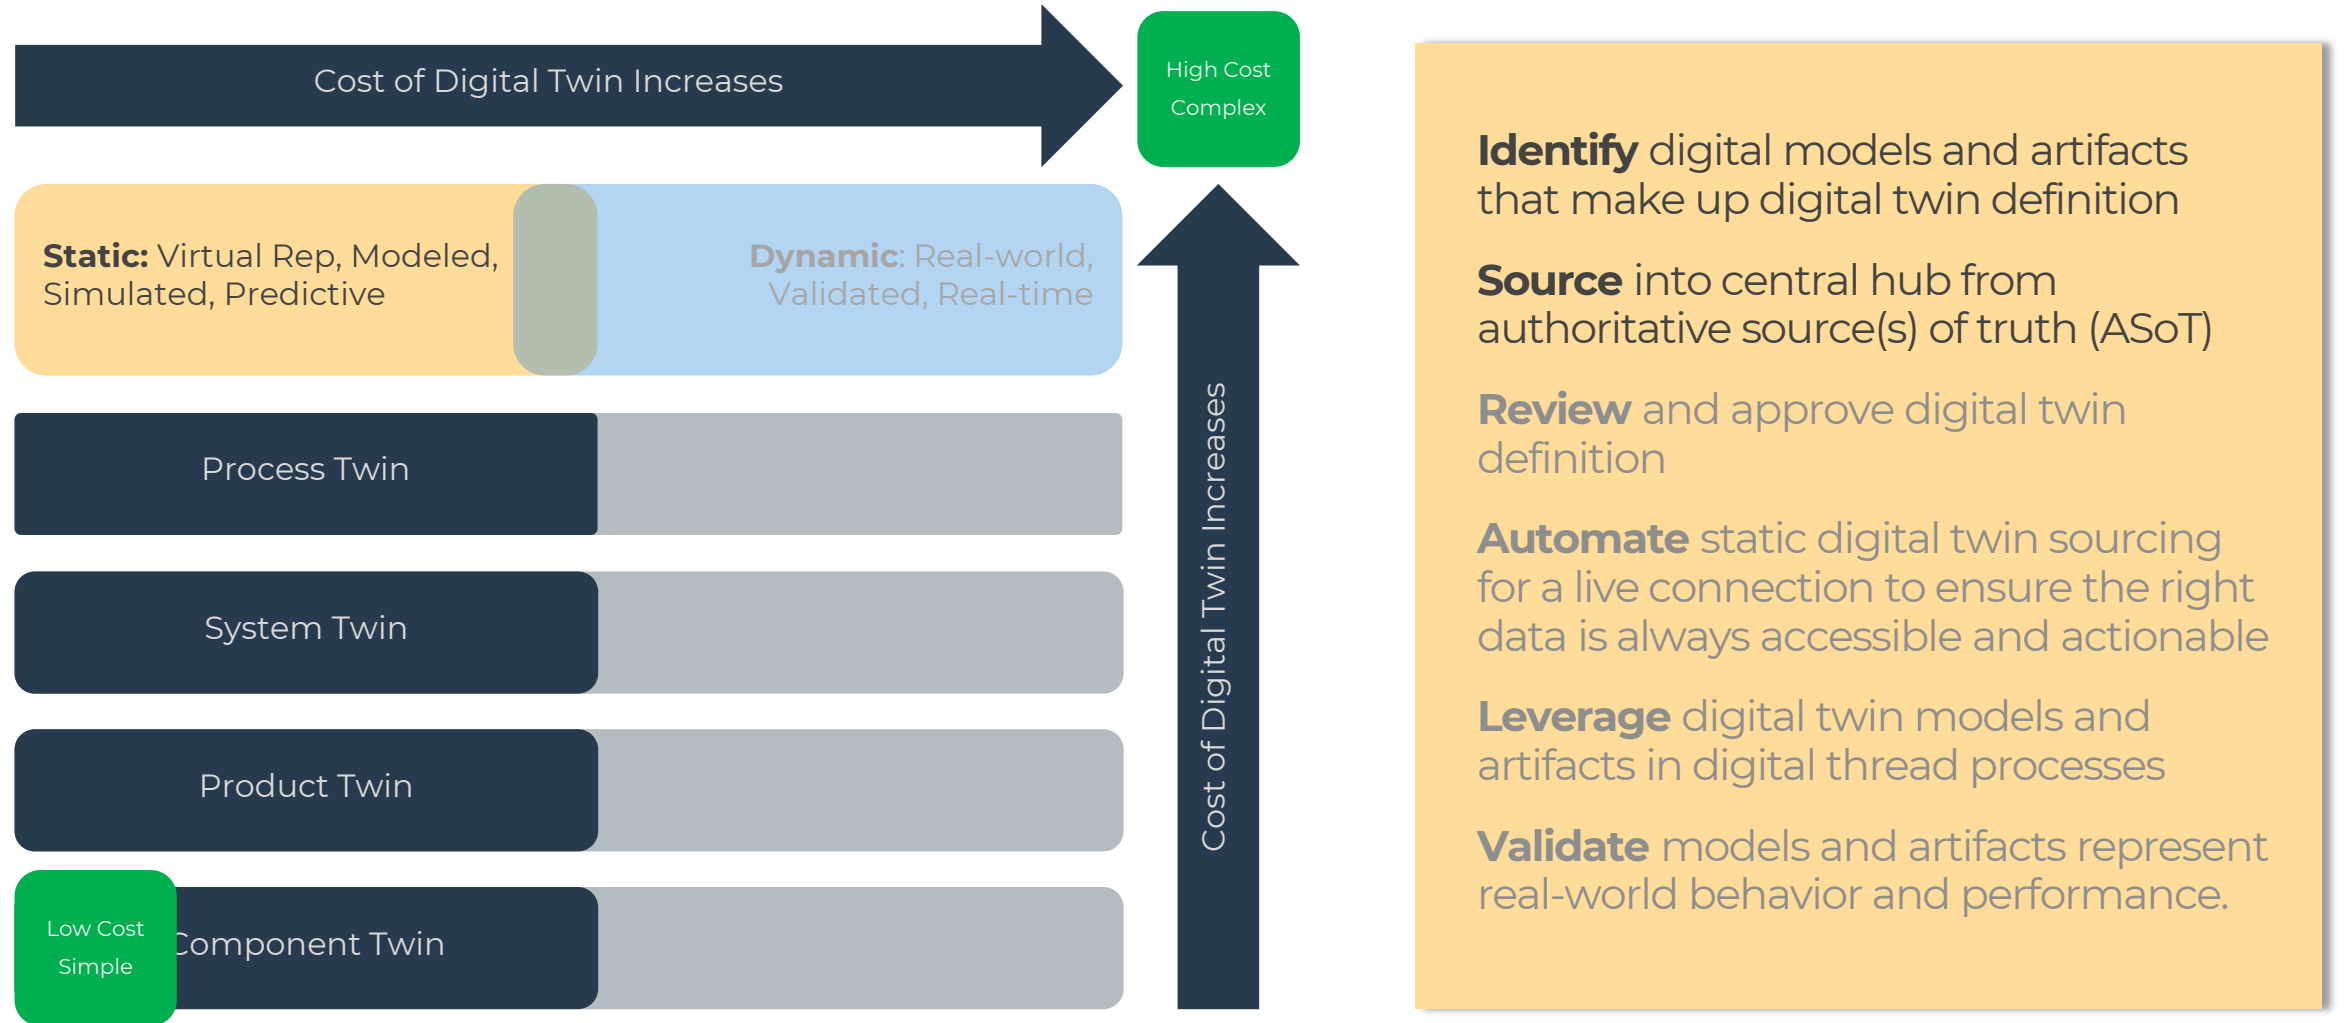 Cost of Digital Twin Increases
High Cost
Complex
Static: Virtual Rep, Modeled,
Simulated, Predictive
Dynamic: Real-world,
Validated, Real-time
Process Twin
System Twin
Product Twin
Low Cost
Simple
Component Twin
Cost of Digital Twin Increases
Identify digital models and artifacts
that make up digital twin definition
Source into central hub from
authoritative source(s) of truth (ASoT)
Review and approve digital twin
definition
Automate static digital twin sourcing
for a live connection to ensure the right
data is always accessible and actionable
Leverage digital twin models and
artifacts in digital thread processes
Validate models and artifacts represent
real-world behavior and performance.